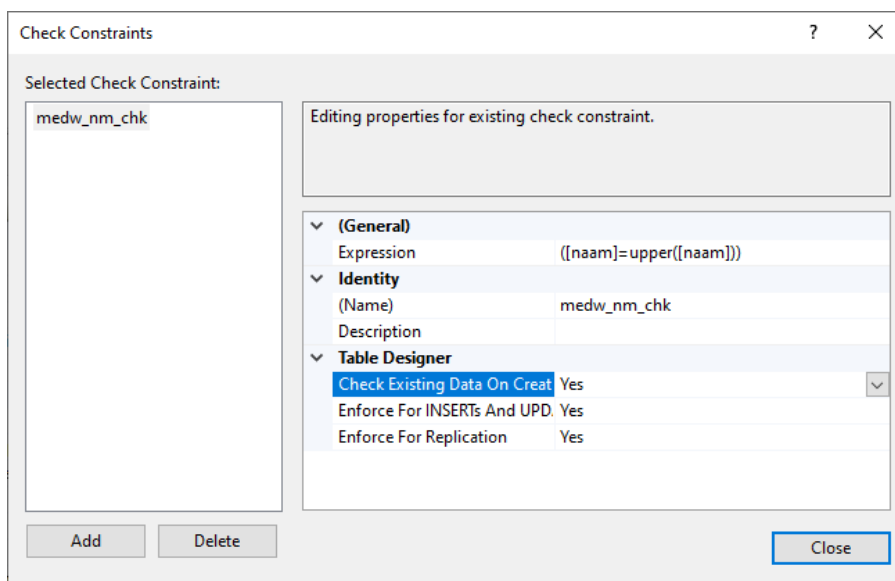 Check Constraints
?
Selected Check Constraint:
medw_nm_chk
Editing properties for existing check constraint.
(General)
Expression ([naam]=upper([naam]))
Identity
(Name) medw_nm_chk
Description
Table Designer
Check Existing Data On Creat Yes
Enforce For INSERTs And UPD. Yes
Enforce For Replication Yes
Add Delete
Close